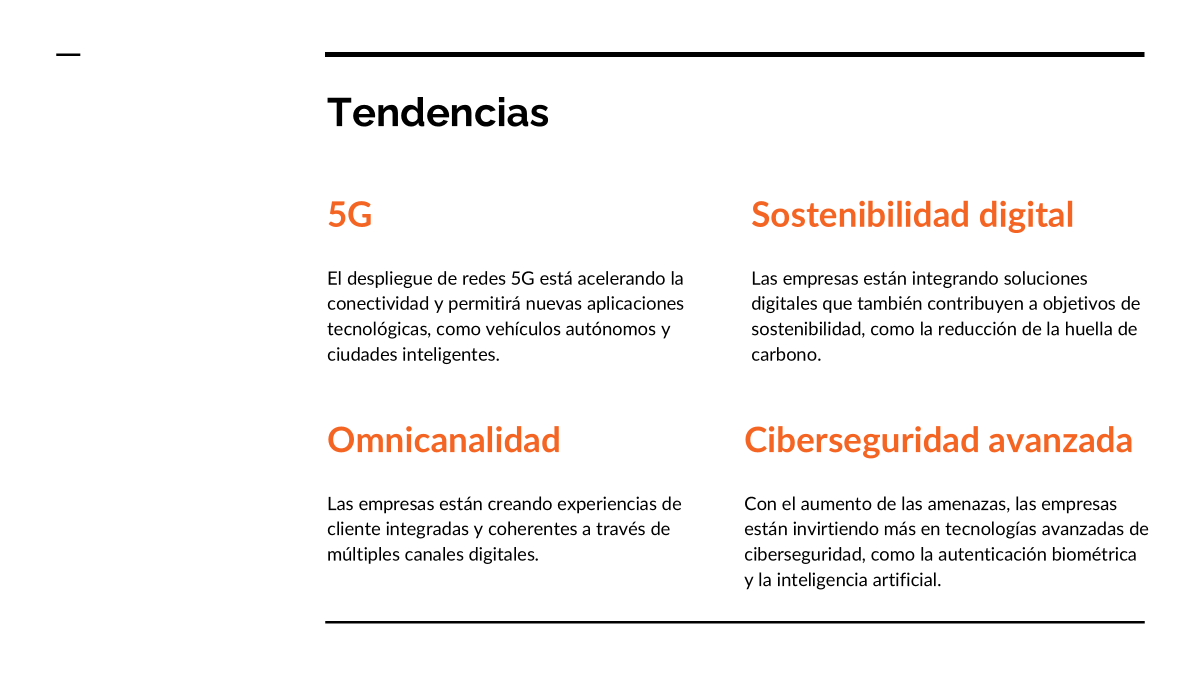 Tendencias
5G
El despliegue de redes 5G está acelerando la
conectividad y permitirá nuevas aplicaciones
tecnológicas, como vehículos autónomos y
ciudades inteligentes.
Sostenibilidad digital
Las empresas están integrando soluciones
digitales que también contribuyen a objetivos de
sostenibilidad, como la reducción de la huella de
carbono.
Omnicanalidad
Las empresas están creando experiencias de
cliente integradas y coherentes a través de
múltiples canales digitales.
Ciberseguridad avanzada
Con el aumento de las amenazas, las empresas
están invirtiendo más en tecnologías avanzadas de
ciberseguridad, como la autenticación biométrica
y la inteligencia artificial.